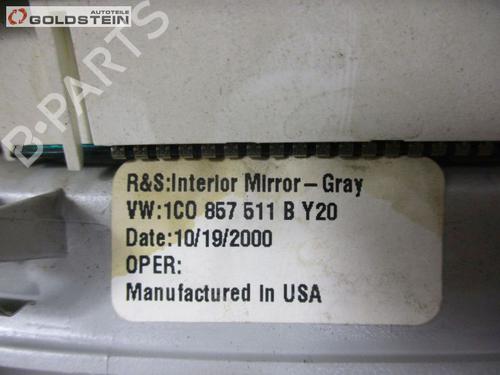 AUTOTEILE
GOLDSTEIN
B-PARTS
R&S:Interior Mirror-Gray
VW:1C0 857 511 B Y20
Date:10/19/2000
OPER:
Manufactured In USA